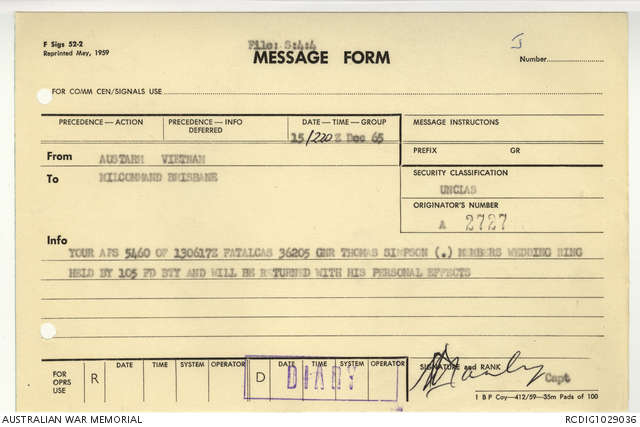 F Sigs 52-2
Reprinted May, 1959
File: S:4:4
MESSAGE FORM
J
Number
FOR COMM CEN/SIGNALS USE
PRECEDENCE — ACTION
PRECEDENCE — INFO
DEFERRED
DATE — TIME — GROUP
15/220 Z Dec 65
MESSAGE INSTRUCTONS
PREFIX GR
From AUSTARM VIETNAM
To MILCOMMAND BRISBANE
SECURITY CLASSIFICATION
UNCLAS
ORIGINATOR'S NUMBER
A 2727
Info
YOUR APS 5460 OF 130617Z FATALCAS 36205 GNR THOMAS SIMPSON (.) MEMBERS WEDDING RING
HELD BY 105 FD BTY AND WILL BE RETURNED WITH HIS PERSONAL EFFECTS
FOR OPRS USE
R
DATE TIME SYSTEM OPERATOR
D
DATE TIME SYSTEM OPERATOR
DIARY
SIGNATURE and RANK
Capt
1 B P Coy—412/59—35m Pads of 100
AUSTRALIAN WAR MEMORIAL
RCDIG1029036